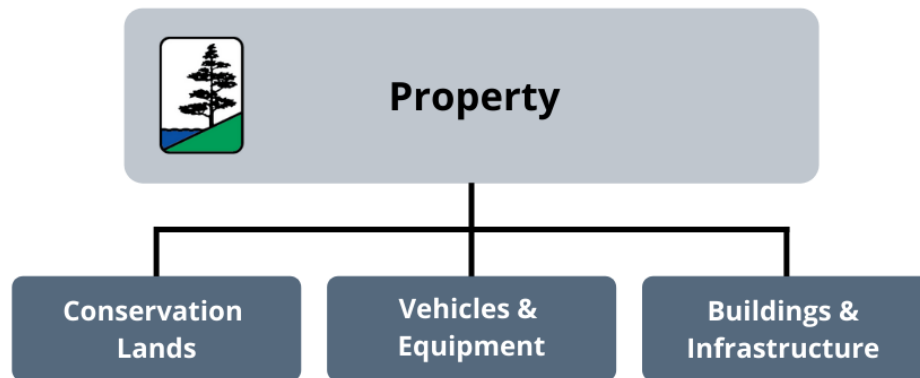 Property
Conservation
Lands
Vehicles &
Equipment
Buildings &
Infrastructure